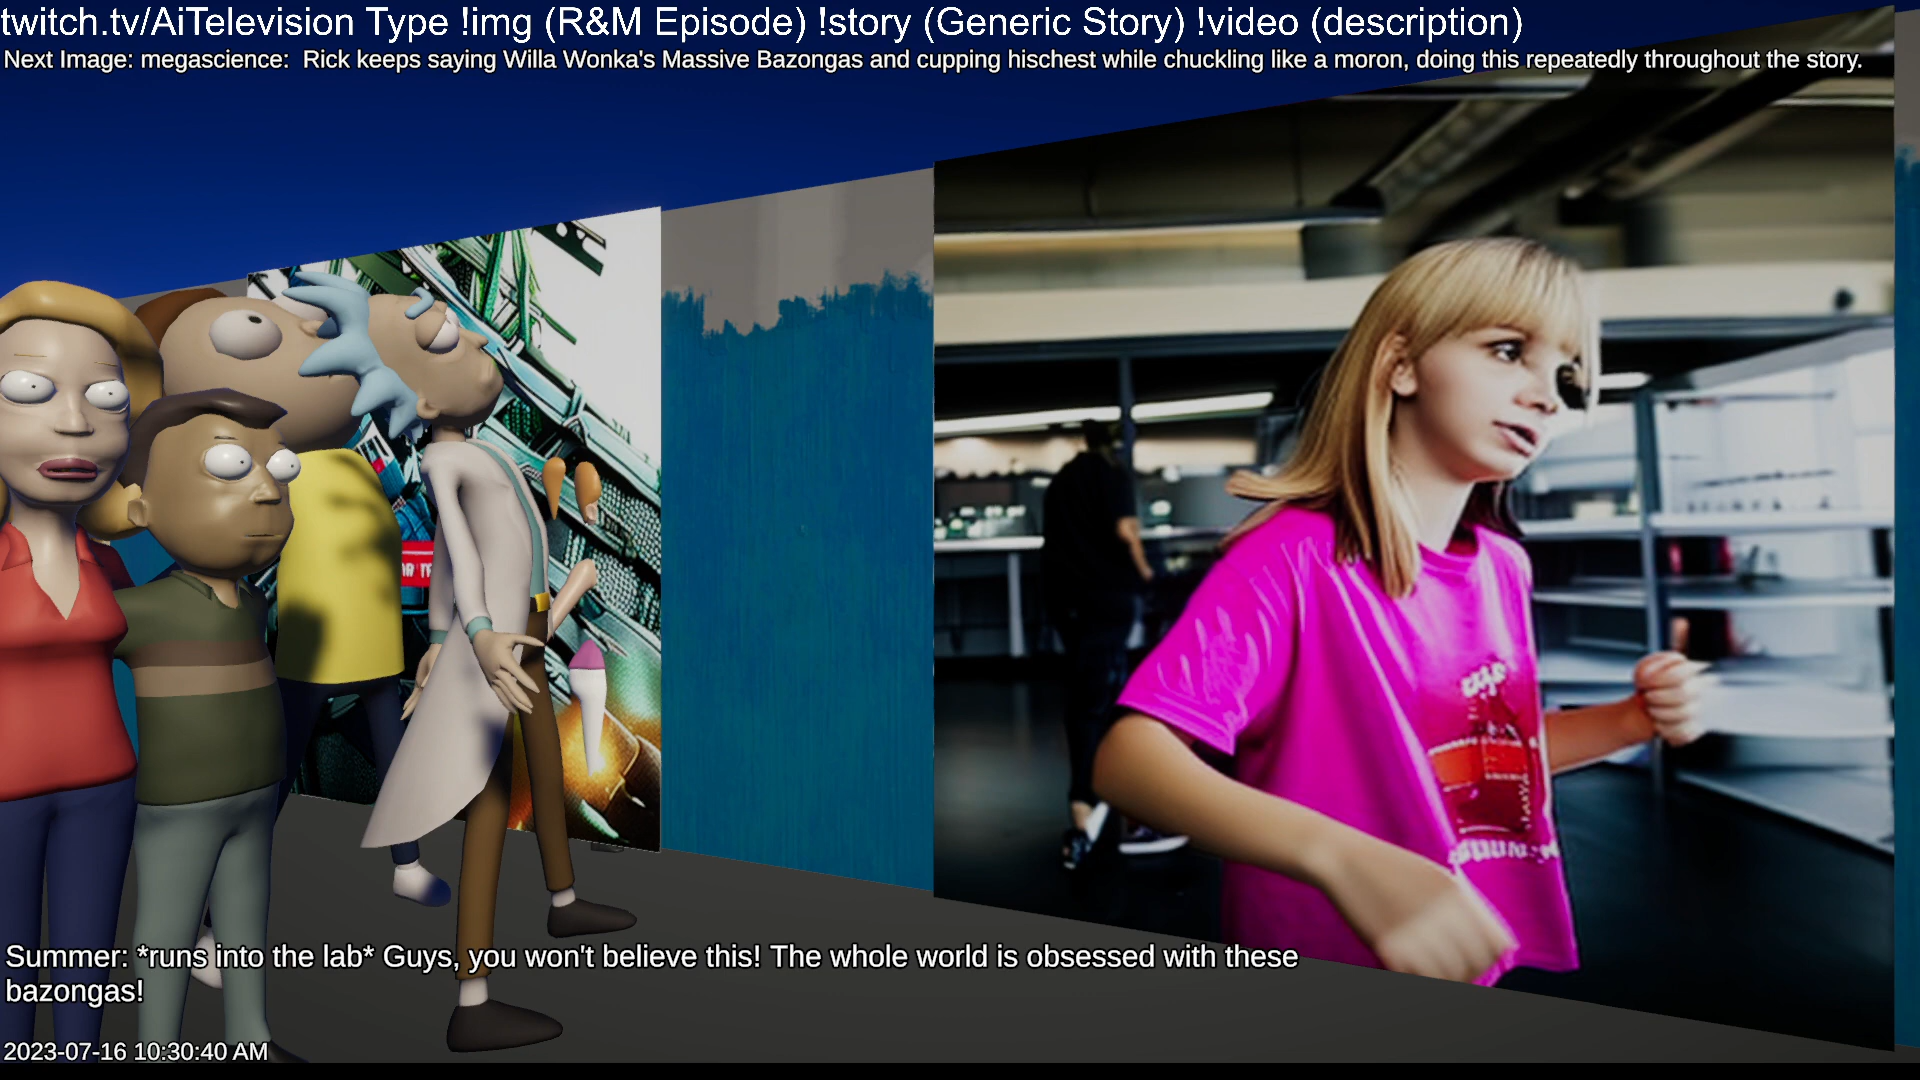 twitch.tv/AiTelevision Type !img (R&M Episode) !story (Generic Story) !video (description)
Next Image: megascience:  Rick keeps saying Willa Wonka's Massive Bazongas and cupping hischest while chuckling like a moron, doing this repeatedly throughout the story.
Summer: *runs into the lab* Guys, you won't believe this! The whole world is obsessed with these
bazongas!
2023-07-16 10:30:40 AM